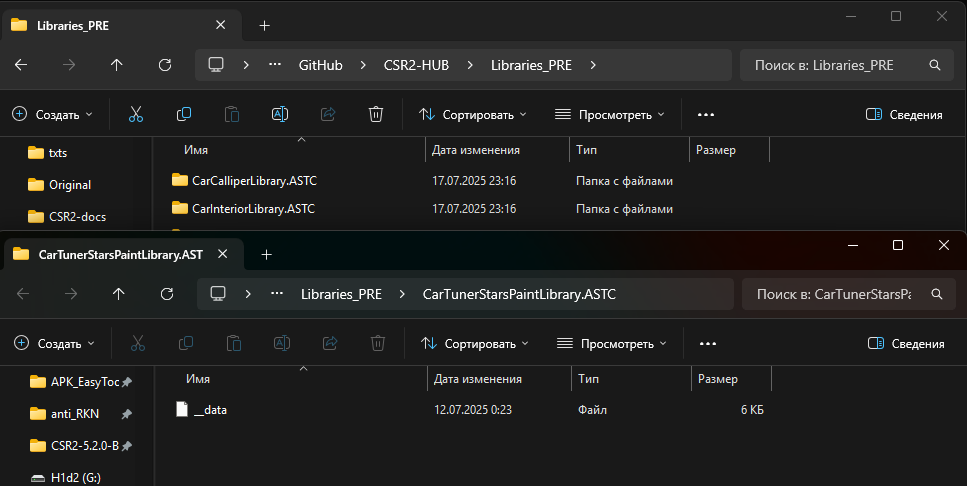 Libraries_PRE
GitHub CSR2-HUB Libraries_PRE Поиск в: Libraries_PRE
Создать Сортировать Просмотреть Сведения
txts
Original
CSR2-docs
Имя Дата изменения Тип Размер
CarCalliperLibrary.ASTC 17.07.2025 23:16 Папка с файлами
CarInteriorLibrary.ASTC 17.07.2025 23:16 Папка с файлами
CarTunerStarsPaintLibrary.AST
Libraries_PRE CarTunerStarsPaintLibrary.ASTC Поиск в: CarTunerStarsPa
Создать Сортировать Просмотреть Сведения
APK_EasyToc
anti_RKN
CSR2-5.2.0-B
H1d2 (G:)
Имя Дата изменения Тип Размер
__data 12.07.2025 0:23 Файл 6 КБ